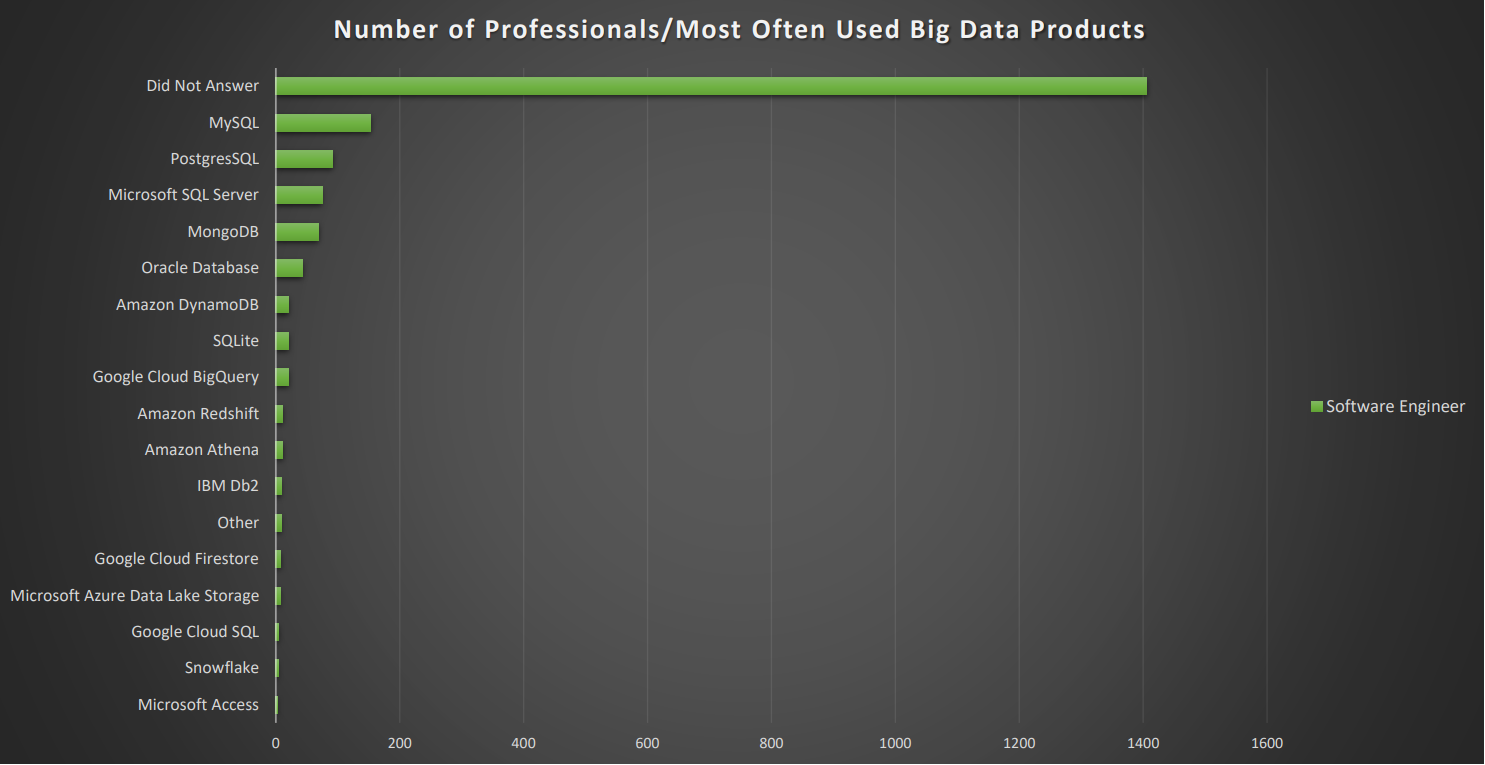 Number of Professionals/Most Often Used Big Data Products
Did Not Answer
MySQL
PostgresSQL
Microsoft SQL Server
MongoDB
Oracle Database
Amazon DynamoDB
SQLite
Google Cloud BigQuery
Amazon Redshift
Amazon Athena
IBM Db2
Other
Google Cloud Firestore
Microsoft Azure Data Lake Storage
Google Cloud SQL
Snowflake
Microsoft Access
0 200 400 600 800 1000 1200 1400 1600
Software Engineer